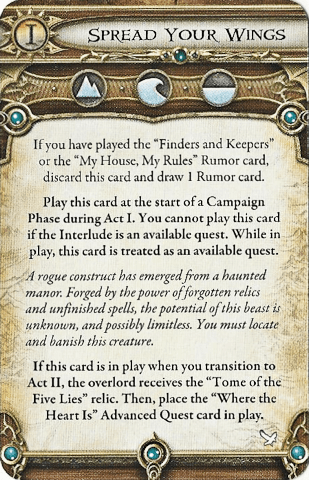 I
SPREAD YOUR WINGS
If you have played the “Finders and Keepers”
or the “My House, My Rules” Rumor card,
discard this card and draw 1 Rumor card.
Play this card at the start of a Campaign
Phase during Act I. You cannot play this card
if the Interlude is an available quest. While in
play, this card is treated as an available quest.
A rogue construct has emerged from a haunted
manor. Forged by the power of forgotten relics
and unfinished spells, the potential of this beast is
unknown, and possibly limitless. You must locate
and banish this creature.
If this card is in play when you transition to
Act II, the overlord receives the “Tome of the
Five Lies” relic. Then, place the “Where the
Heart Is” Advanced Quest card in play.